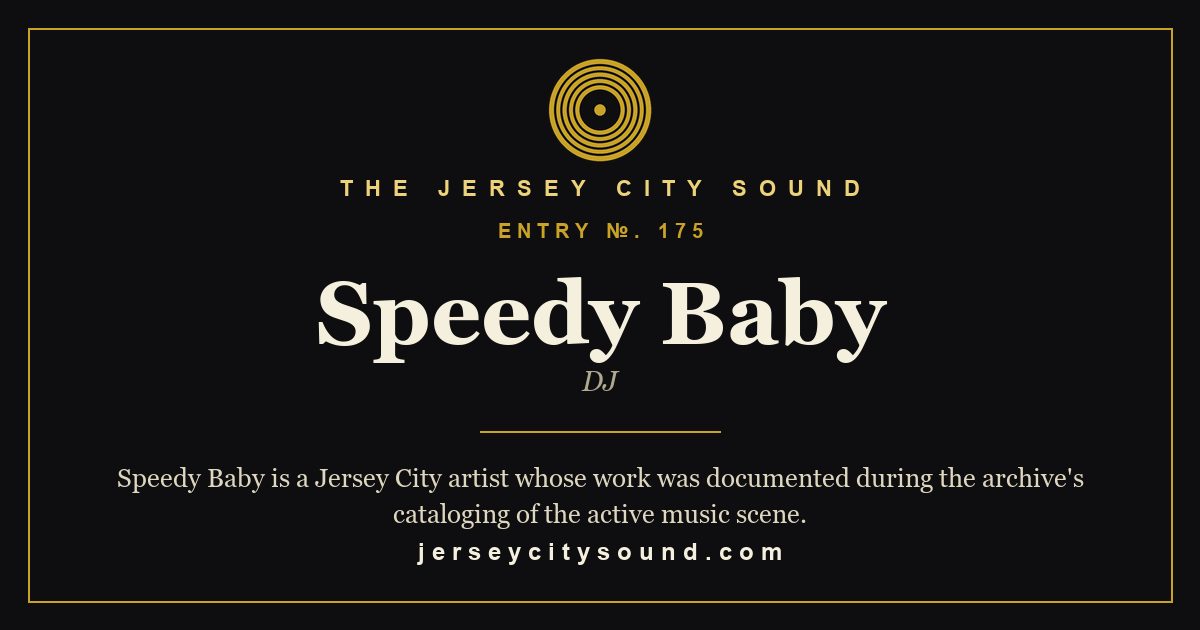 THE JERSEY CITY SOUND
ENTRY №. 175
Speedy Baby
DJ
Speedy Baby is a Jersey City artist whose work was documented during the archive's
cataloging of the active music scene.
jerseycitysound.com